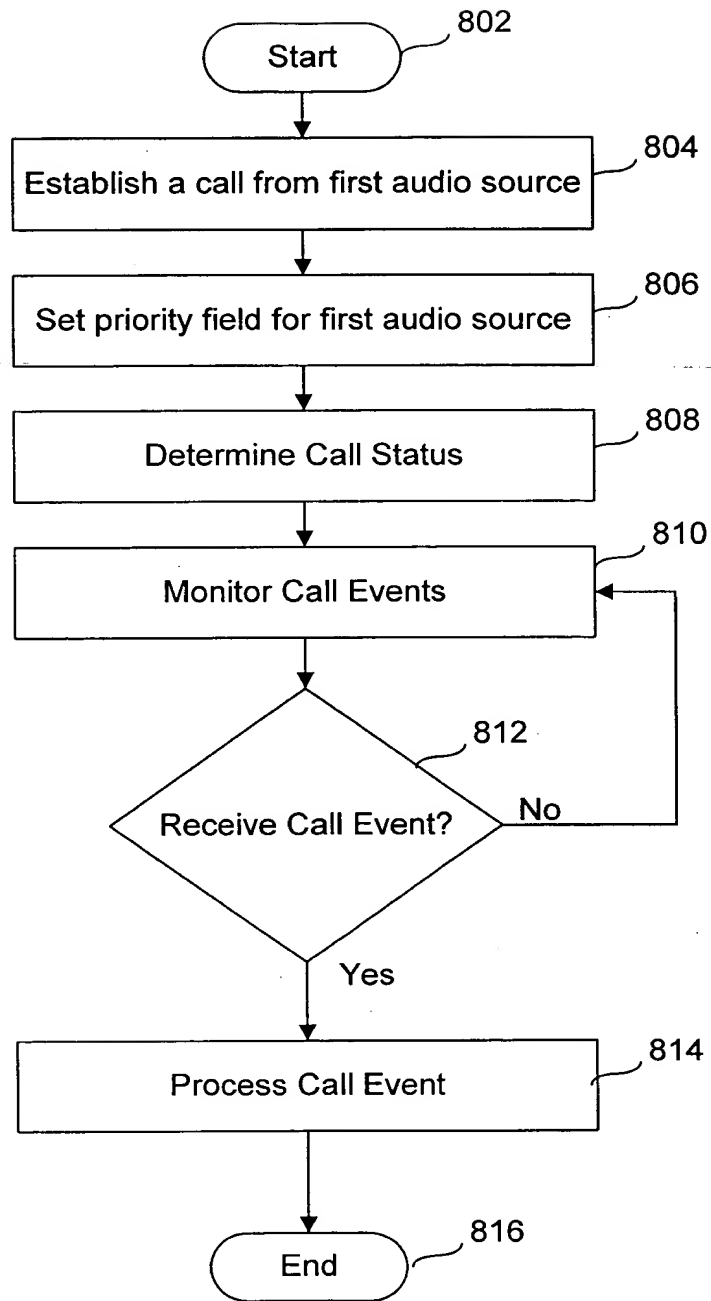 802
Start
804
Establish a call from first audio source
806
Set priority field for first audio source
808
Determine Call Status
810
Monitor Call Events
812
Receive Call Event?
No
Yes
814
Process Call Event
816
End